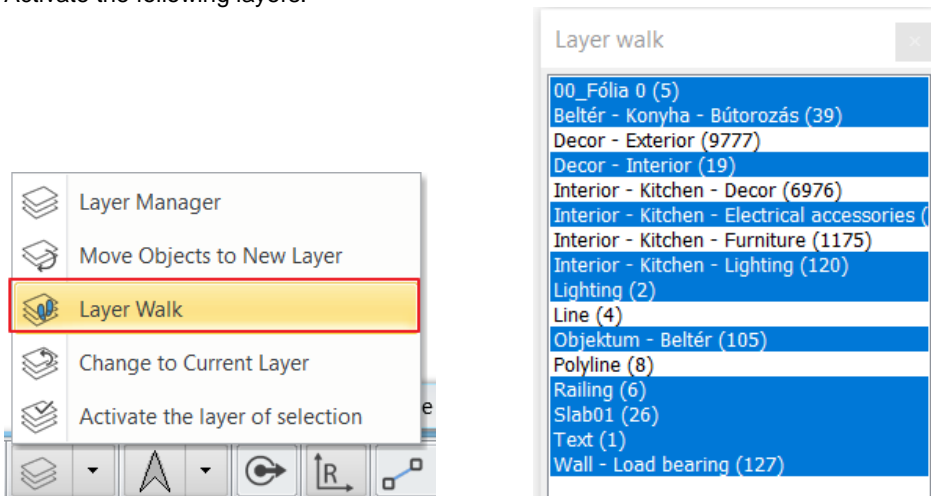 Activate the following layers:
Layer Manager
Move Objects to New Layer
Layer Walk
Change to Current Layer
Activate the layer of selection
e
R
Layer walk
00_Fólia 0 (5)
Beltér - Konyha - Bútorozás (39)
Decor - Exterior (9777)
Decor - Interior (19)
Interior - Kitchen - Decor (6976)
Interior - Kitchen - Electrical accessories (
Interior - Kitchen - Furniture (1175)
Interior - Kitchen - Lighting (120)
Lighting (2)
Line (4)
Objektum - Beltér (105)
Polyline (8)
Railing (6)
Slab01 (26)
Text (1)
Wall - Load bearing (127)